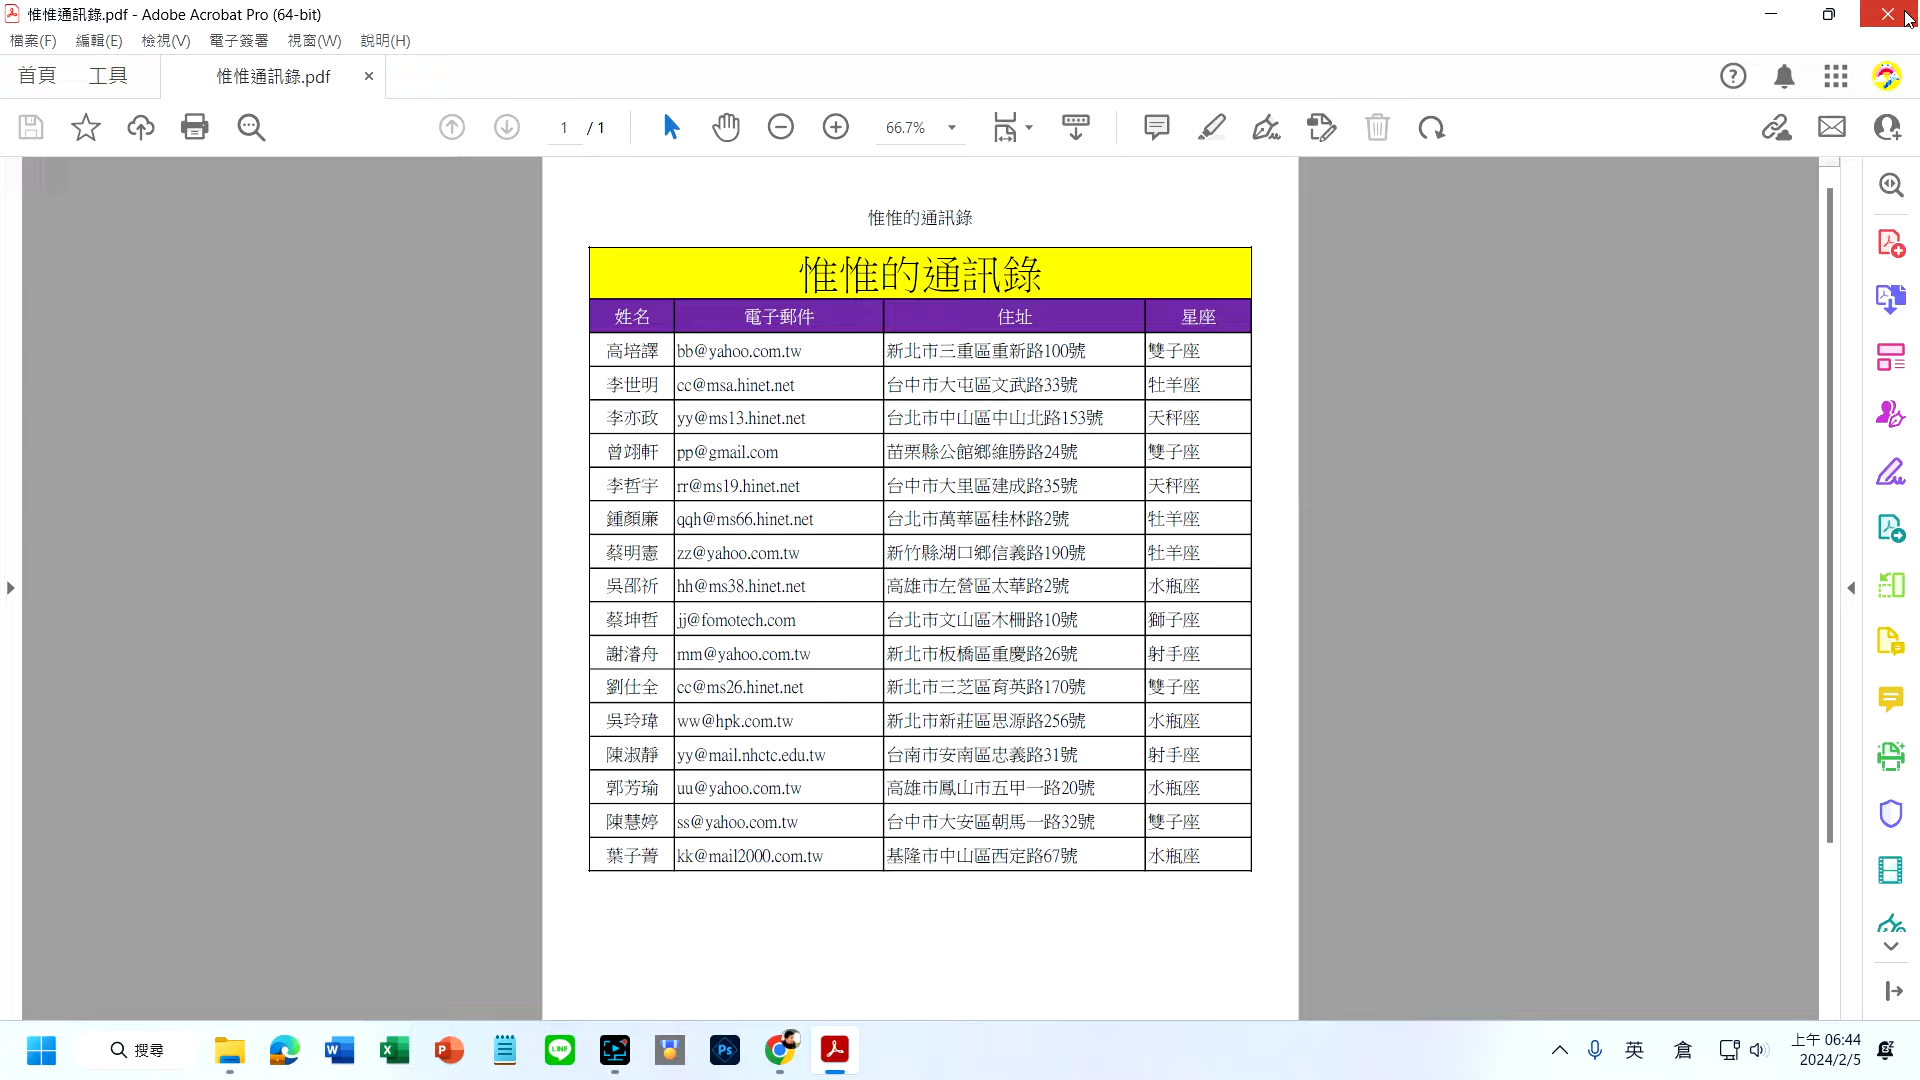 惟惟通訊錄.pdf - Adobe Acrobat Pro (64-bit)
檔案(F) 編輯(E) 檢視(V) 電子簽署 視窗(W) 說明(H)
首頁 工具 惟惟通訊錄.pdf
1 / 1 66.7%
惟惟的通訊錄
惟惟的通訊錄
姓名 電子郵件 住址 星座
高培譯 bb@yahoo.com.tw 新北市三重區重新路100號 雙子座
李世明 cc@msa.hinet.net 台中市大屯區文武路33號 牡羊座
李亦政 yy@ms13.hinet.net 台北市中山區中山北路153號 天秤座
曾翊軒 pp@gmail.com 苗栗縣公館鄉維勝路24號 雙子座
李哲宇 rr@ms19.hinet.net 台中市大里區建成路35號 天秤座
鍾顏廉 qqh@ms66.hinet.net 台北市萬華區桂林路2號 牡羊座
蔡明憲 zz@yahoo.com.tw 新竹縣湖口鄉信義路190號 牡羊座
吳邵祈 hh@ms38.hinet.net 高雄市左營區太華路2號 水瓶座
蔡坤哲 jj@fomotech.com 台北市文山區木柵路10號 獅子座
謝濬舟 mm@yahoo.com.tw 新北市板橋區重慶路26號 射手座
劉仕全 cc@ms26.hinet.net 新北市三芝區育英路170號 雙子座
吳玲瑋 ww@hpk.com.tw 新北市新莊區思源路256號 水瓶座
陳淑靜 yy@mail.nhctc.edu.tw 台南市安南區忠義路31號 射手座
郭芳瑜 uu@yahoo.com.tw 高雄市鳳山市五甲一路20號 水瓶座
陳慧婷 ss@yahoo.com.tw 台中市大安區朝馬一路32號 雙子座
葉子菁 kk@mail2000.com.tw 基隆市中山區西定路67號 水瓶座
搜尋 英 倉 上午 06:44
2024/2/5